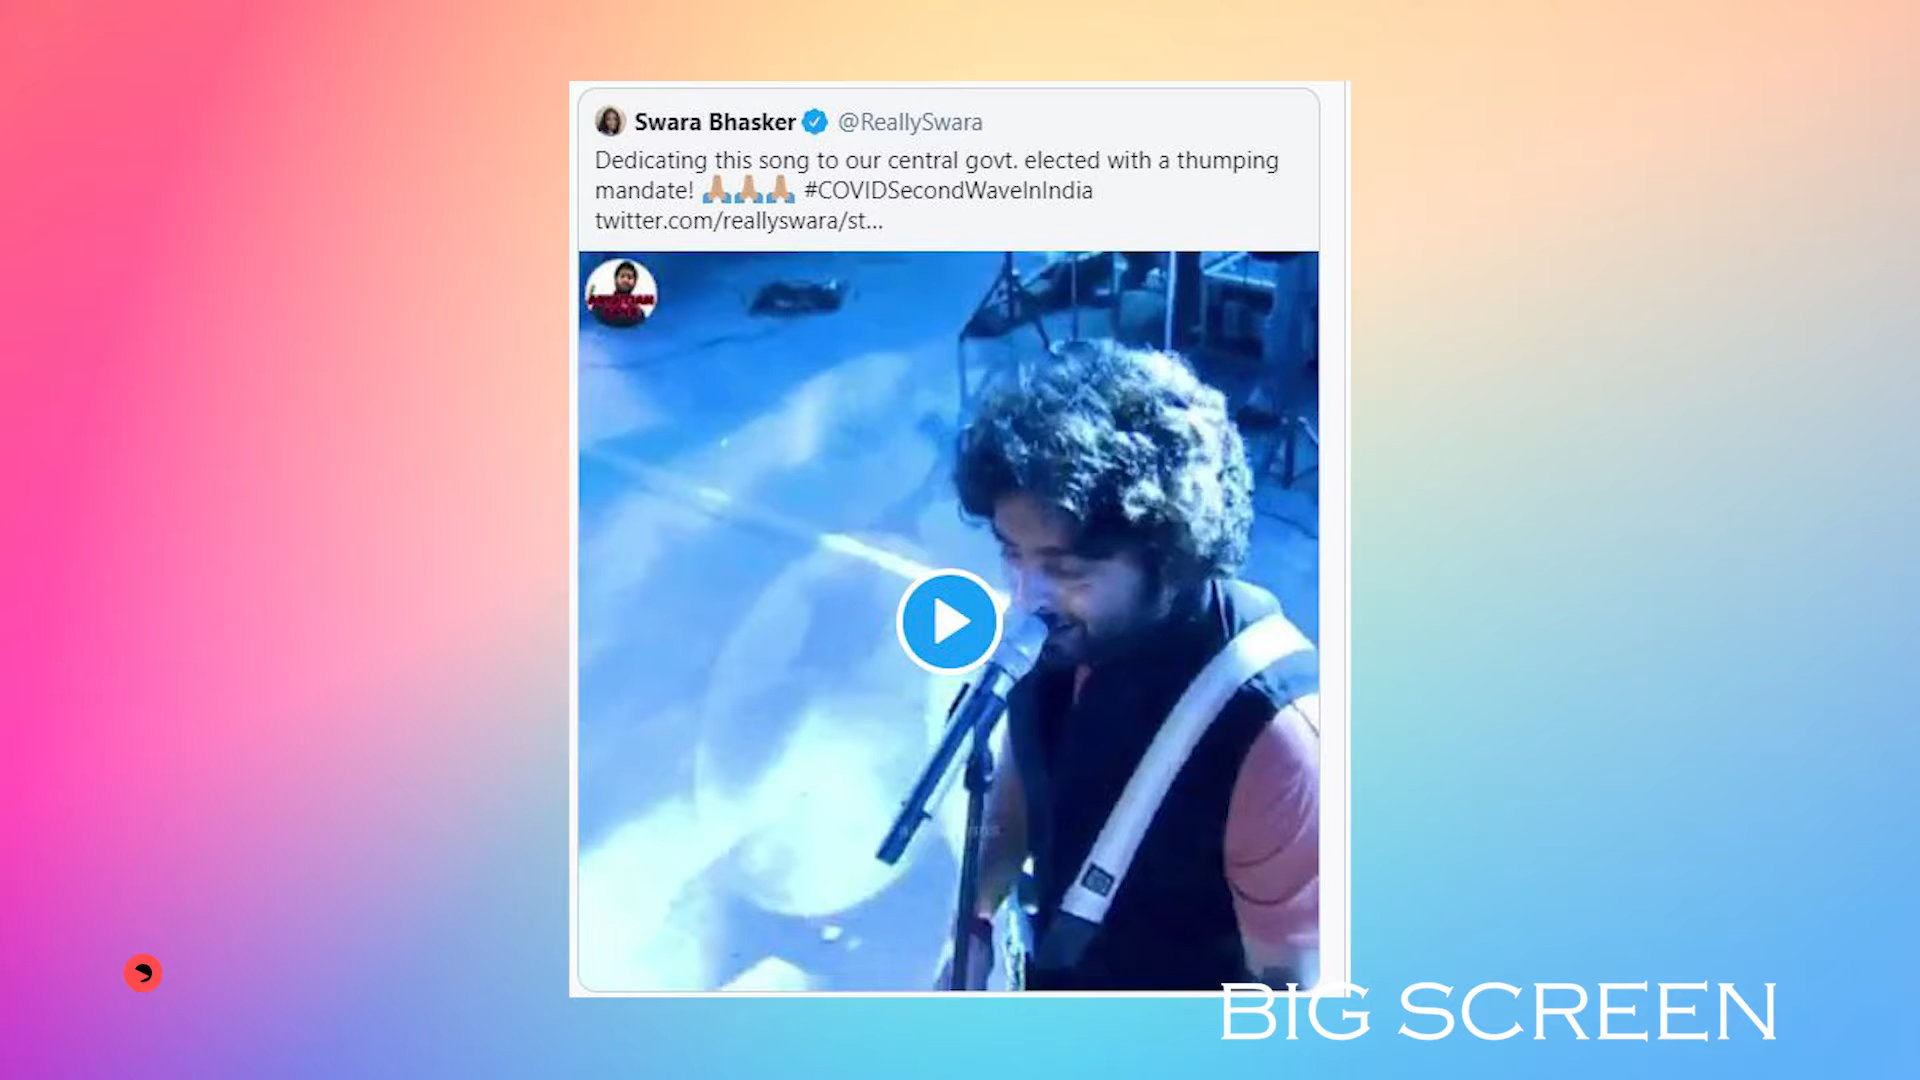 Swara Bhasker @ReallySwara
Dedicating this song to our central govt. elected with a thumping
mandate! 🙏🏽🙏🏽🙏🏽 #COVIDSecondWaveInIndia
twitter.com/reallyswara/st...
BIG SCREEN